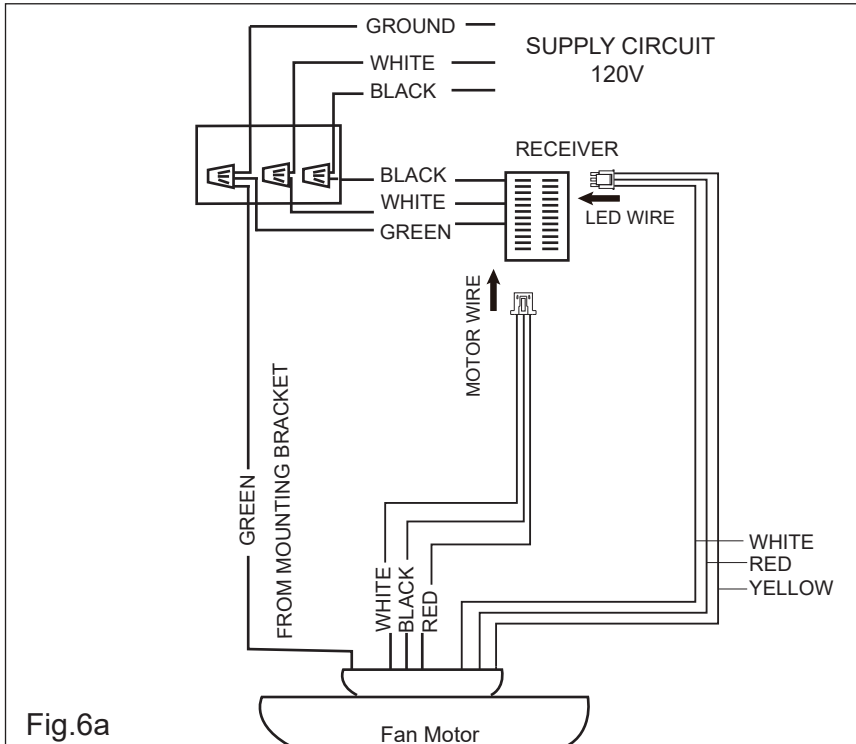 GROUND
WHITE
BLACK
SUPPLY CIRCUIT
120V
RECEIVER
BLACK
WHITE
GREEN
LED WIRE
MOTOR WIRE
GREEN
FROM MOUNTING BRACKET
WHITE
BLACK
RED
WHITE
RED
YELLOW
Fig.6a
Fan Motor